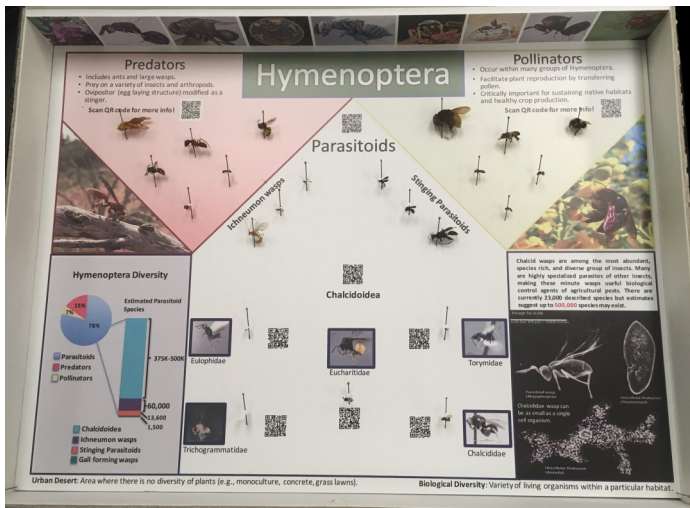 Hymenoptera
Predators
• Includes ants and large wasps.
• Prey on a variety of insects and arthropods.
• Ovipositor (egg laying structure) modified as a
stinger.
Scan QR code for more info!
Pollinators
• Occur within many groups of Hymenoptera.
• Facilitate plant reproduction by transferring
pollen.
• Critically important for sustaining native habitats
and healthy crop production.
Scan QR code for more info!
Parasitoids
Ichneumon wasps
Stinging Parasitoids
Chalcidoidea
Hymenoptera Diversity
15%
7%
78%
Parasitoids
Predators
Pollinators
Estimated Parasitoid
Species
375K-500K
60,000
13,600
1,500
Chalcidoidea
Ichneumon wasps
Stinging Parasitoids
Gall forming wasps
Eulophidae
Eucharitidae
Torymidae
Trichogrammatidae
Chalcididae
Chalcid wasps are among the most abundant,
species rich, and diverse group of insects. Many
are highly specialized parasites of other insects,
making these minute wasps useful biological
control agents of agricultural pests. There are
currently 23,000 described species but estimates
suggest up to 500,000 species may exist.
Image to scale
Chalcididae wasp can
be as small as a single
cell organism.
Urban Desert: Area where there is no diversity of plants (e.g., monoculture, concrete, grass lawns).
Biological Diversity: Variety of living organisms within a particular habitat.